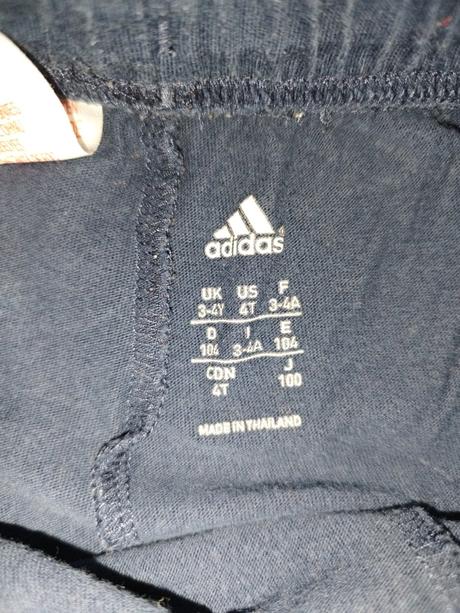 adidas
UK US F
3-4Y 4T 3-4A
D I E
104 3-4A 104
CDN J
4T 100
MADE IN THAILAND